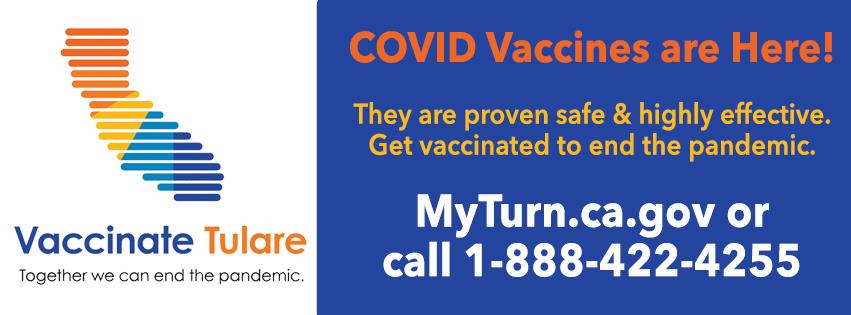 Vaccinate Tulare
Together we can end the pandemic.
COVID Vaccines are Here!
They are proven safe & highly effective.
Get vaccinated to end the pandemic.
MyTurn.ca.gov or
call 1-888-422-4255